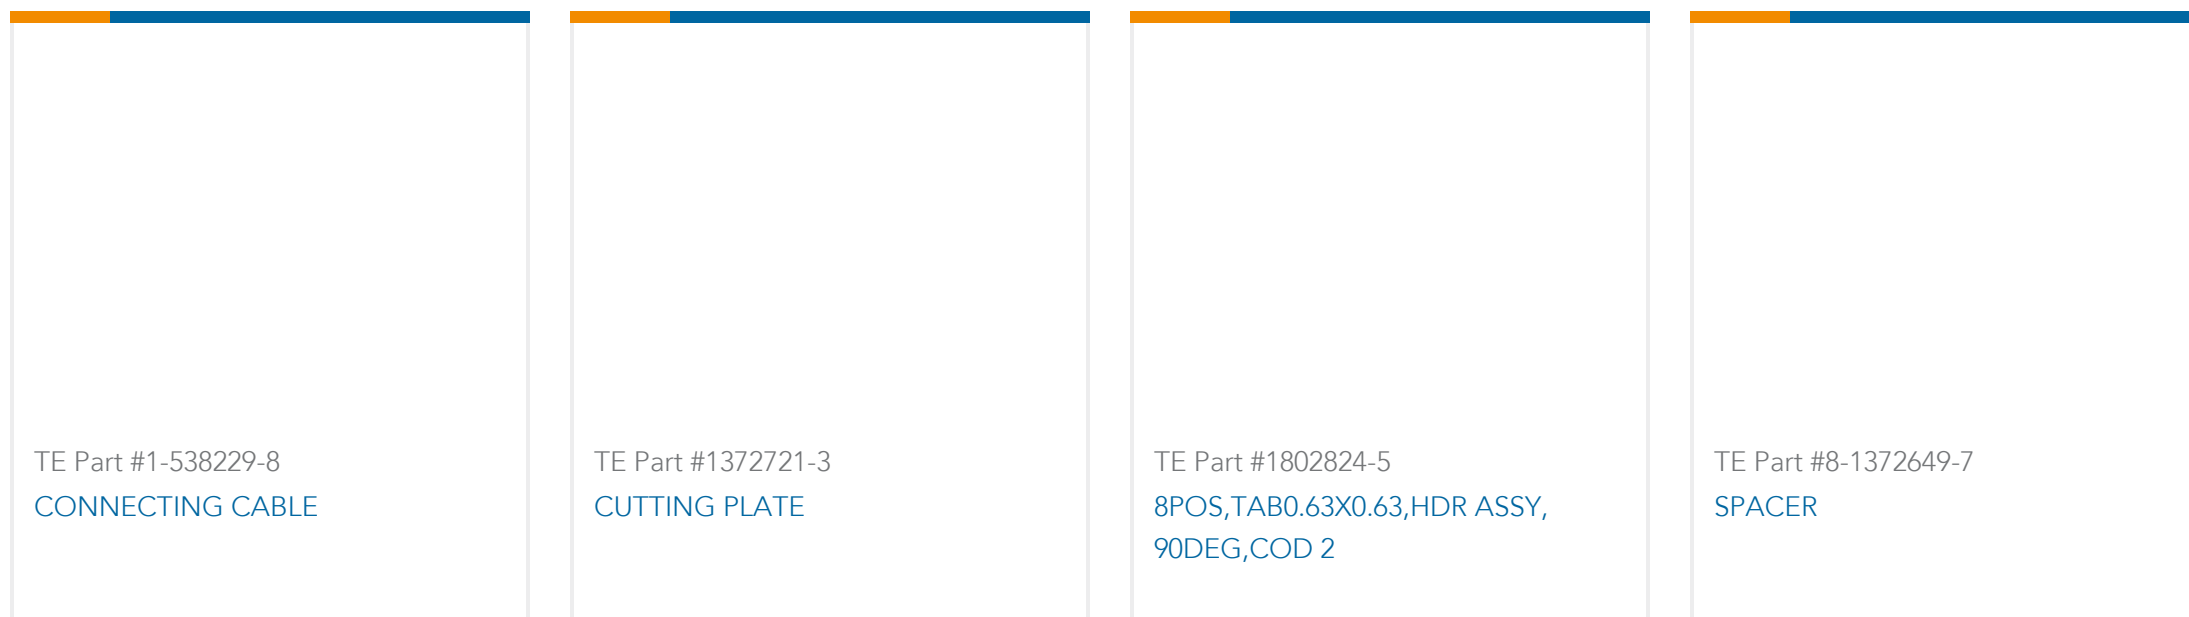 TE Part #1-538229-8
CONNECTING CABLE
TE Part #1372721-3
CUTTING PLATE
TE Part #1802824-5
8POS,TAB0.63X0.63,HDR ASSY,
90DEG,COD 2
TE Part #8-1372649-7
SPACER